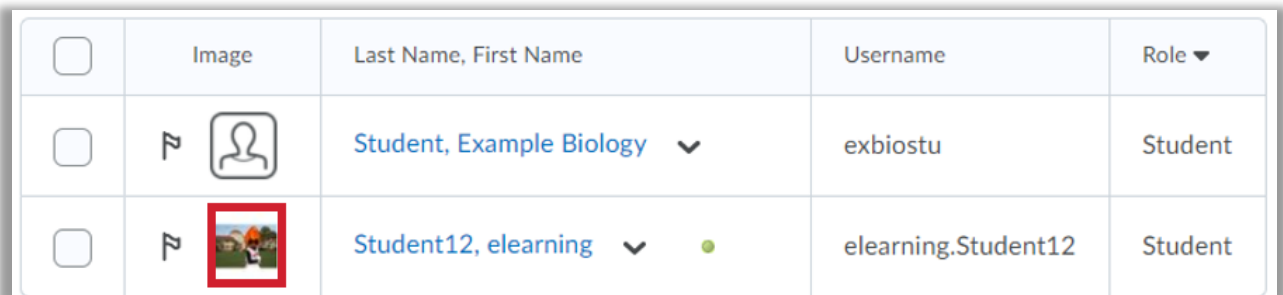 Image Last Name, First Name Username Role
Student, Example Biology exbiostu Student
Student12, elearning elearning.Student12 Student